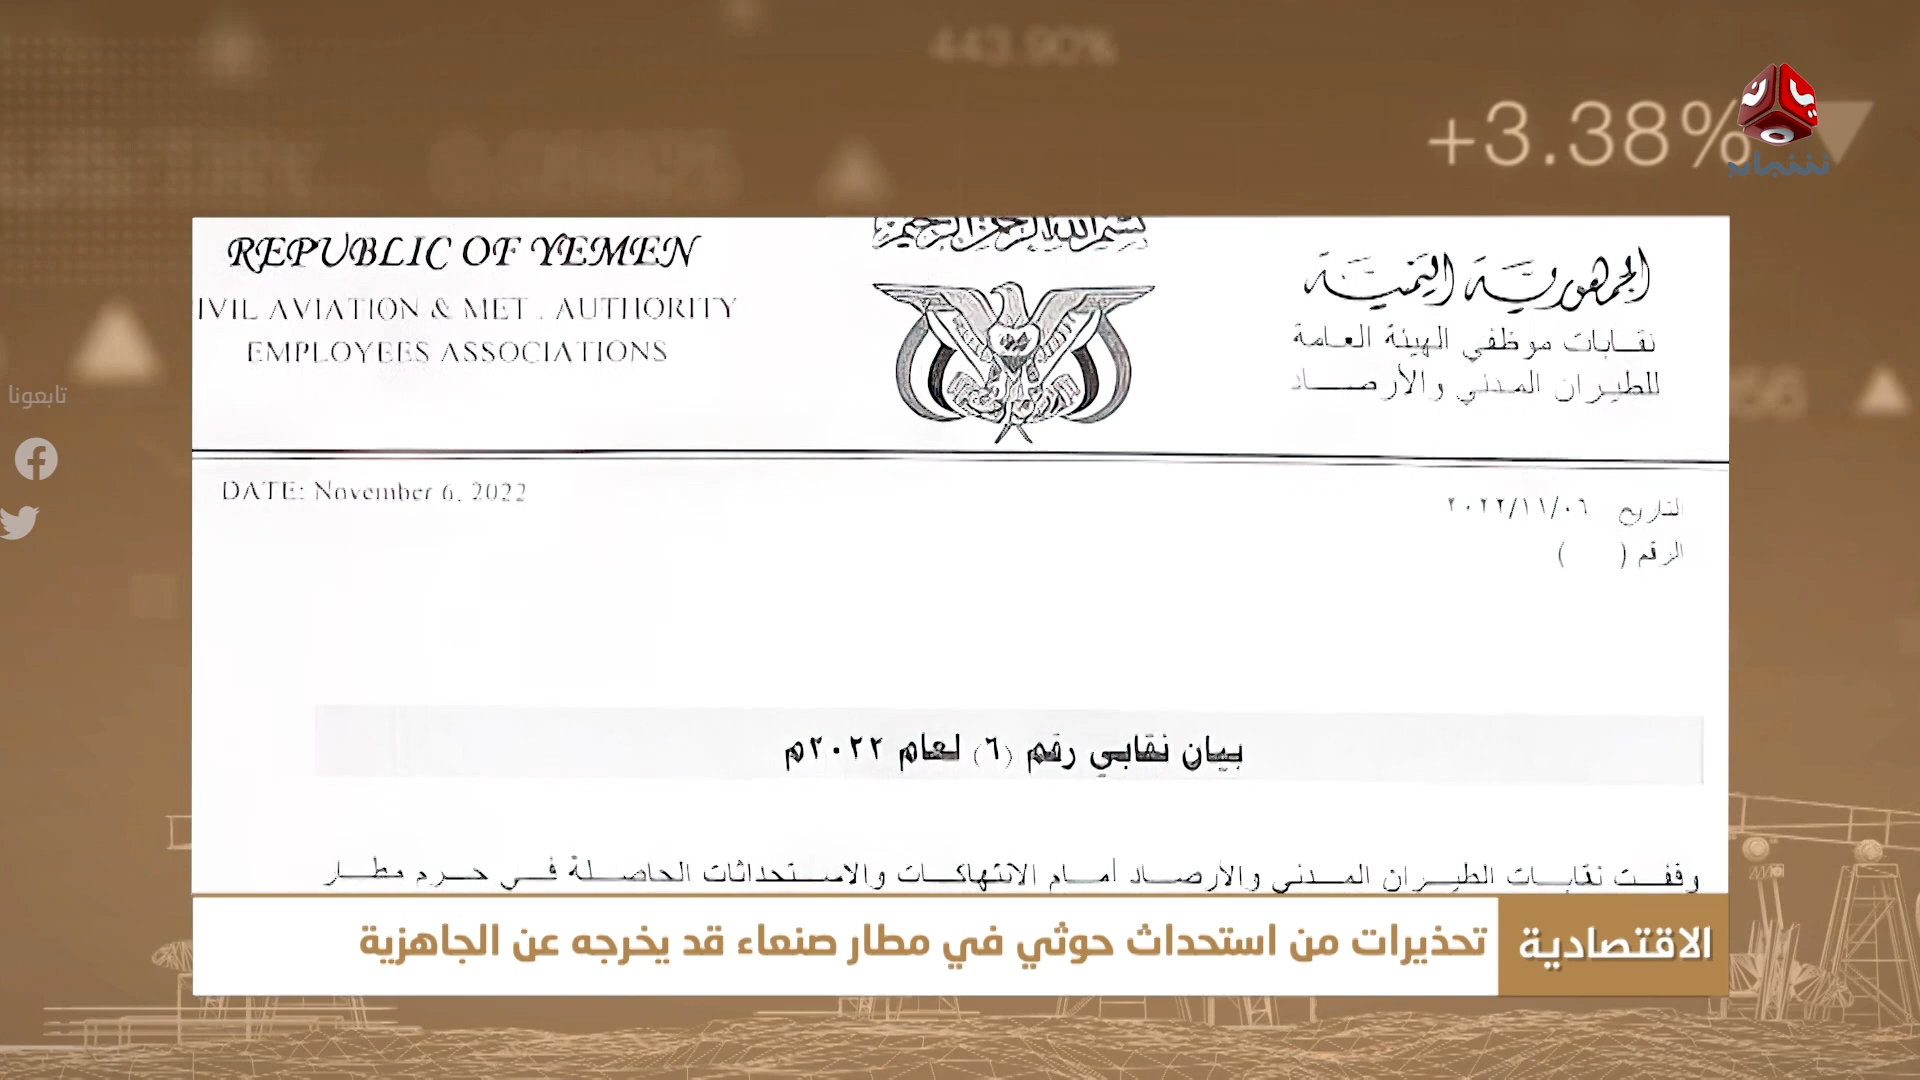 443.90%
+3.38%
يمن
شباب
بسم الله الرحمن الرحيم
REPUBLIC OF YEMEN
IVIL AVIATION & MET . AUTHORITY
EMPLOYEES ASSOCIATIONS
الجمهورية اليمنية
نقابات موظفي الهيئة العامة
للطيران المدني والأرصاد
تابعونا
DATE: November 6, 2022
التاريخ ٢٠٢٢/١١/٠٦
الرقم ( )
بيان نقابي رقم (٦) لعام ٢٠٢٢م
وقفت نقابات الطيران المدني والأرصاد أمام الانتهاكات والاستحداثات الحاصلة في حرم مطار
الاقتصادية
تحذيرات من استحداث حوثي في مطار صنعاء قد يخرجه عن الجاهزية